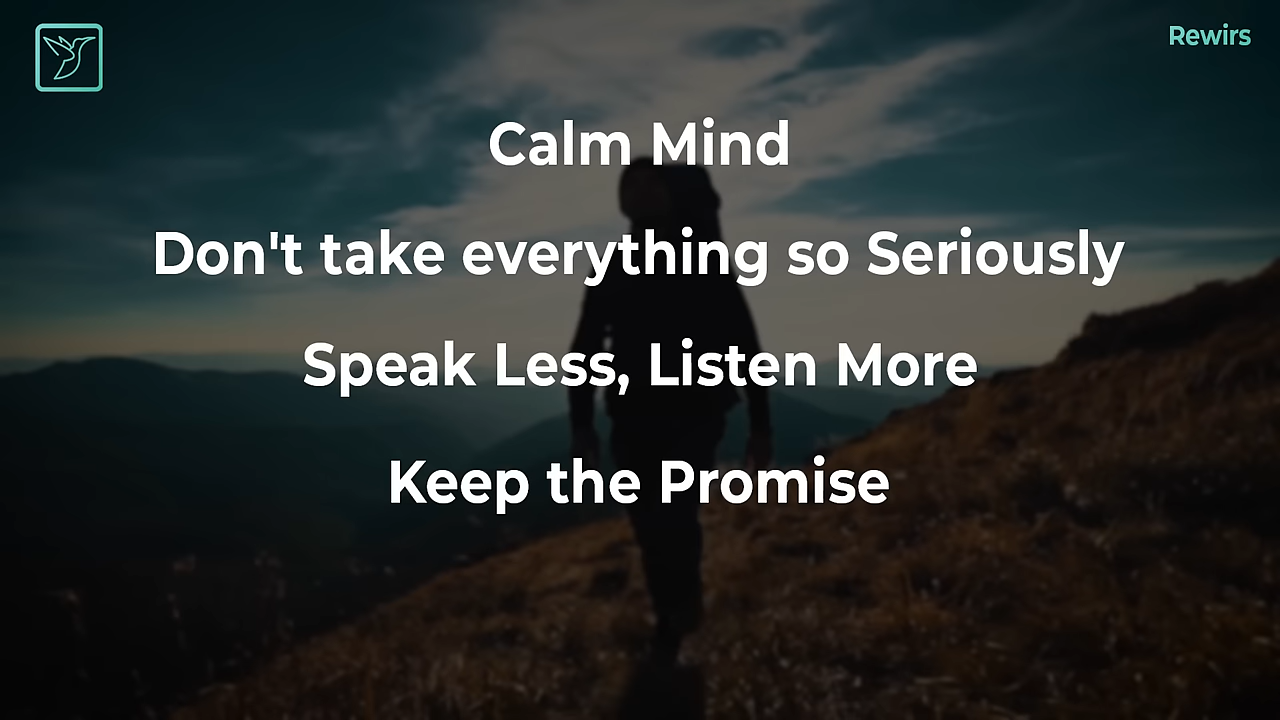 Rewirs
Calm Mind
Don't take everything so Seriously
Speak Less, Listen More
Keep the Promise